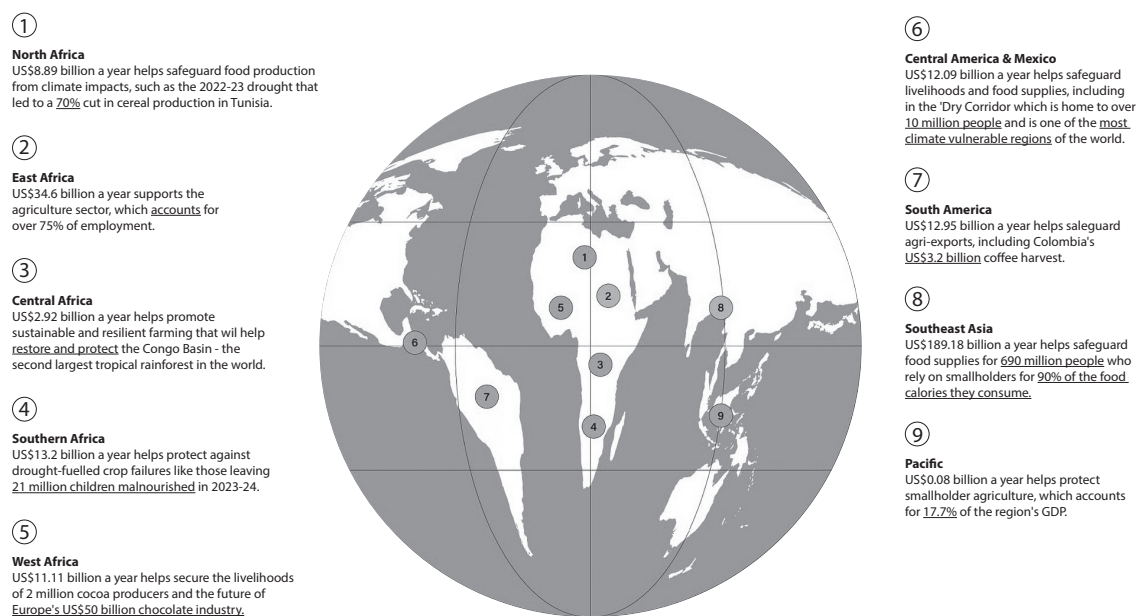 1
North Africa
US$8.89 billion a year helps safeguard food production
from climate impacts, such as the 2022-23 drought that
led to a 70% cut in cereal production in Tunisia.
2
East Africa
US$34.6 billion a year supports the
agriculture sector, which accounts for
over 75% of employment.
3
Central Africa
US$2.92 billion a year helps promote
sustainable and resilient farming that wil help
restore and protect the Congo Basin - the
second largest tropical rainforest in the world.
4
Southern Africa
US$13.2 billion a year helps protect against
drought-fuelled crop failures like those leaving
21 million children malnourished in 2023-24.
5
West Africa
US$11.11 billion a year helps secure the livelihoods
of 2 million cocoa producers and the future of
Europe's US$50 billion chocolate industry.
1
2
5
6
8
3
7
9
4
6
Central America & Mexico
US$12.09 billion a year helps safeguard
livelihoods and food supplies, including
in the 'Dry Corridor which is home to over
10 million people and is one of the most
climate vulnerable regions of the world.
7
South America
US$12.95 billion a year helps saleguard
agri-exports, including Colombia's
US$3.2 billion coffee harvest.
8
Southeast Asia
US$189.18 billion a year helps safeguard
food supplies for 690 million people who
rely on smallholders for 90% of the food
calories they consume.
9
Pacific
US$0.08 billion a year helps protect
smallholder agriculture, which accounts
for 17.7% of the region's GDP.